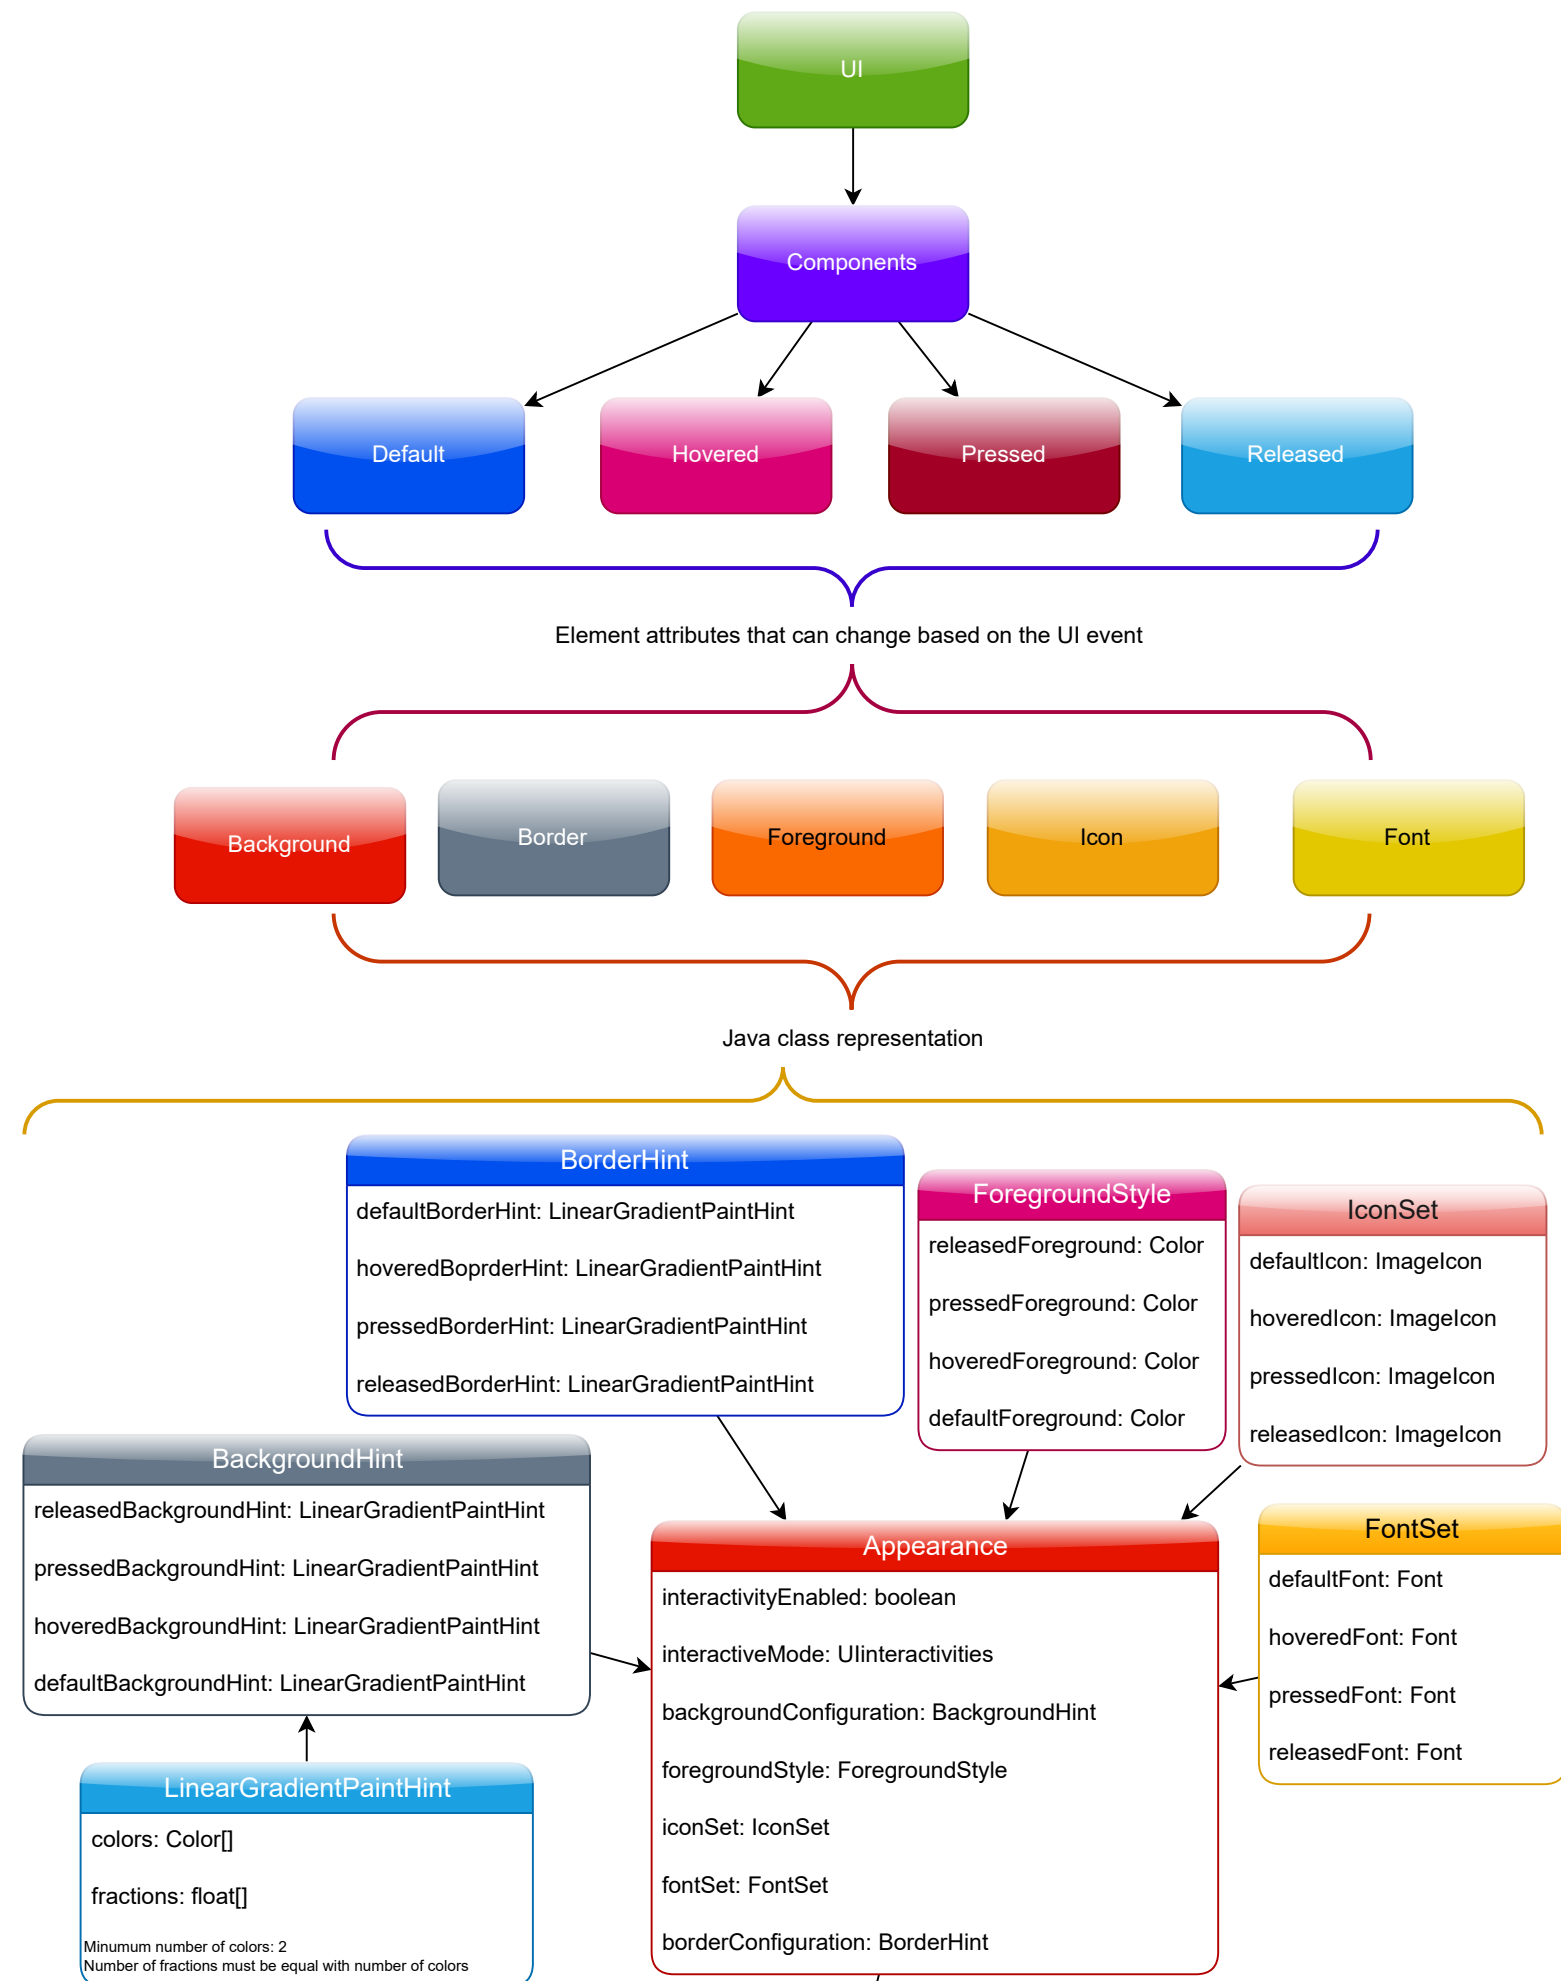 UI
Components
Default
Hovered
Pressed
Released
Element attributes that can change based on the UI event
Background
Border
Foreground
Icon
Font
Java class representation
BorderHint
defaultBorderHint: LinearGradientPaintHint
hoveredBoprderHint: LinearGradientPaintHint
pressedBorderHint: LinearGradientPaintHint
releasedBorderHint: LinearGradientPaintHint
ForegroundStyle
releasedForeground: Color
pressedForeground: Color
hoveredForeground: Color
defaultForeground: Color
IconSet
defaultIcon: ImageIcon
hoveredIcon: ImageIcon
pressedIcon: ImageIcon
releasedIcon: ImageIcon
BackgroundHint
releasedBackgroundHint: LinearGradientPaintHint
pressedBackgroundHint: LinearGradientPaintHint
hoveredBackgroundHint: LinearGradientPaintHint
defaultBackgroundHint: LinearGradientPaintHint
Appearance
interactivityEnabled: boolean
interactiveMode: UIinteractivities
backgroundConfiguration: BackgroundHint
foregroundStyle: ForegroundStyle
iconSet: IconSet
fontSet: FontSet
borderConfiguration: BorderHint
FontSet
defaultFont: Font
hoveredFont: Font
pressedFont: Font
releasedFont: Font
LinearGradientPaintHint
colors: Color[]
fractions: float[]
Minumum number of colors: 2
Number of fractions must be equal with number of colors